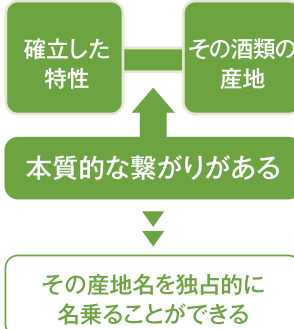 確立した
特性
その酒類の
産地
本質的な繋がりがある
その産地名を独占的に
名乗ることができる